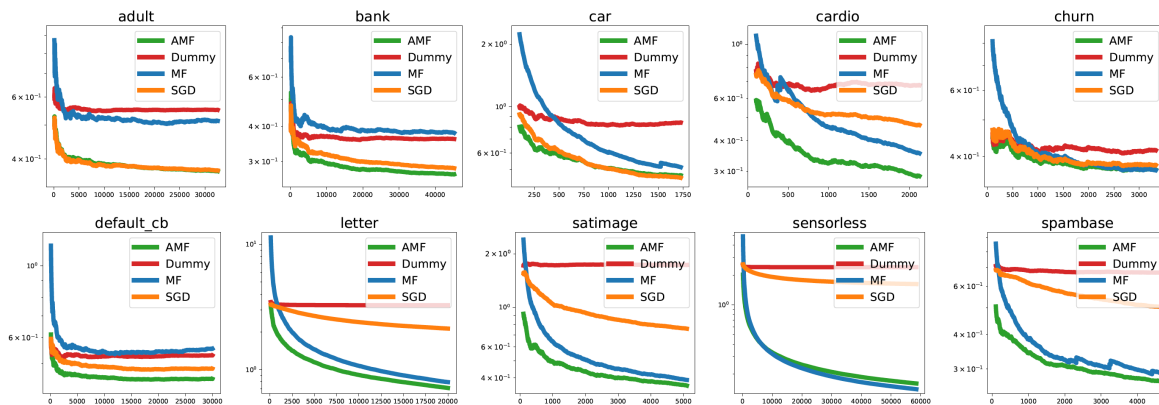 adult
6 × 10⁻¹
4 × 10⁻¹
AMF
Dummy
MF
SGD
0 5000 10000 15000 20000 25000 30000
bank
6 × 10⁻¹
4 × 10⁻¹
3 × 10⁻¹
AMF
Dummy
MF
SGD
0 10000 20000 30000 40000
car
2 × 10⁰
10⁰
6 × 10⁻¹
AMF
Dummy
MF
SGD
250 500 750 1000 1250 1500 1750
cardio
10⁰
6 × 10⁻¹
4 × 10⁻¹
3 × 10⁻¹
AMF
Dummy
MF
SGD
0 500 1000 1500 2000
churn
6 × 10⁻¹
4 × 10⁻¹
AMF
Dummy
MF
SGD
0 500 1000 1500 2000 2500 3000
default_cb
10⁰
6 × 10⁻¹
AMF
Dummy
MF
SGD
0 5000 10000 15000 20000 25000 30000
letter
10¹
10⁰
AMF
Dummy
MF
SGD
0 2500 5000 7500 10000 12500 15000 17500 20000
satimage
2 × 10⁰
10⁰
4 × 10⁻¹
AMF
Dummy
MF
SGD
0 1000 2000 3000 4000 5000
sensorless
10⁰
AMF
Dummy
MF
SGD
0 10000 20000 30000 40000 50000 60000
spambase
6 × 10⁻¹
4 × 10⁻¹
3 × 10⁻¹
AMF
Dummy
MF
SGD
0 1000 2000 3000 4000